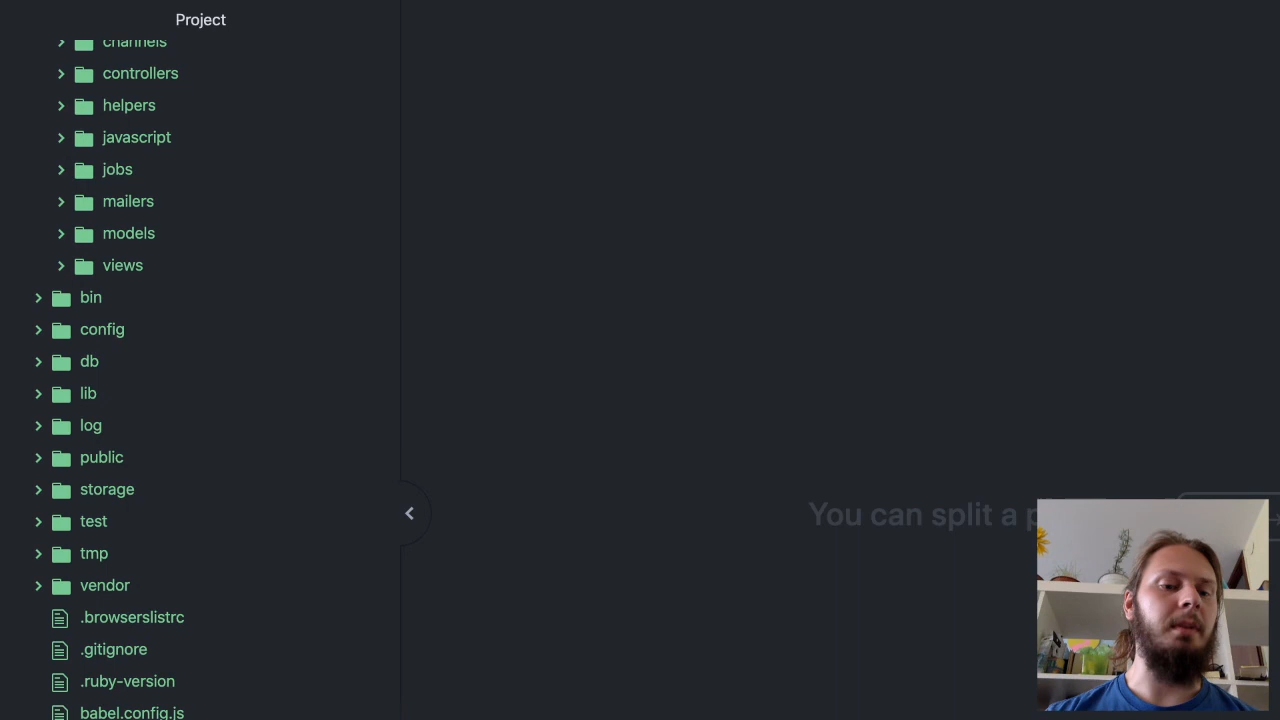 Project
channels
controllers
helpers
javascript
jobs
mailers
models
views
bin
config
db
lib
log
public
storage
test
tmp
vendor
.browserslistrc
.gitignore
.ruby-version
babel.config.js
You can split a p